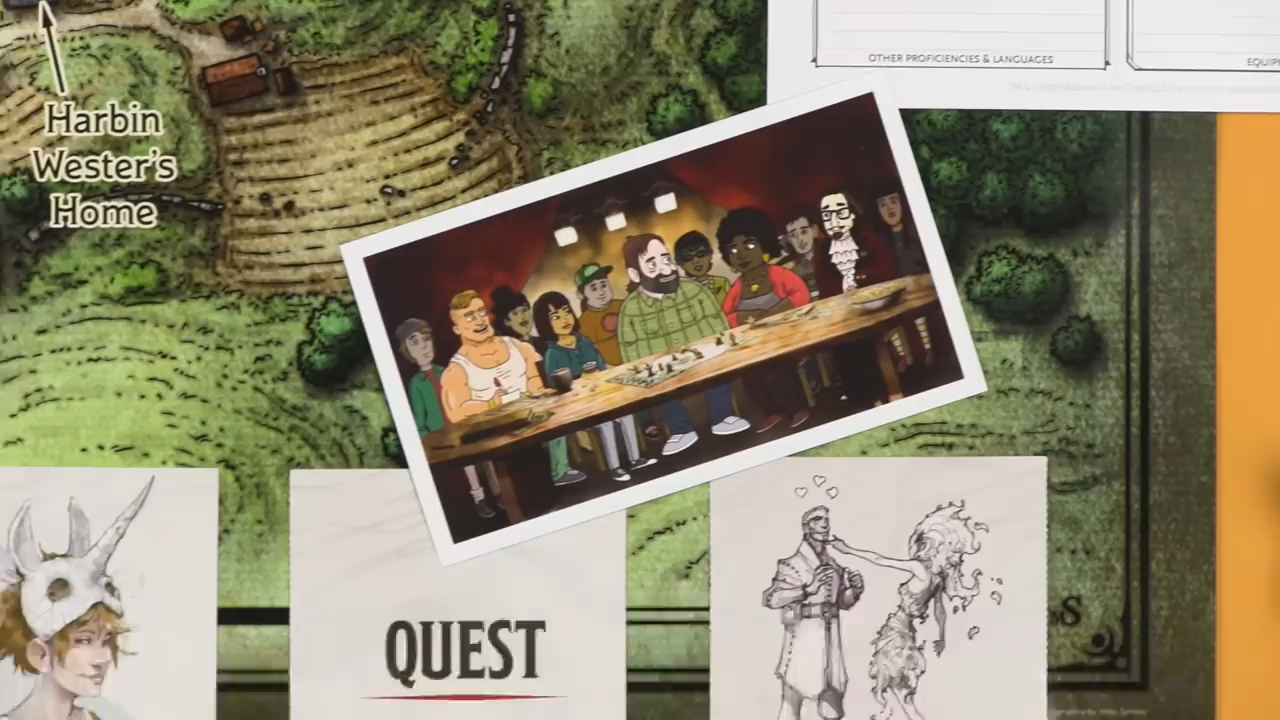 OTHER PROFICIENCIES & LANGUAGES
EQUIP
Harbin
Wester's
Home
QUEST